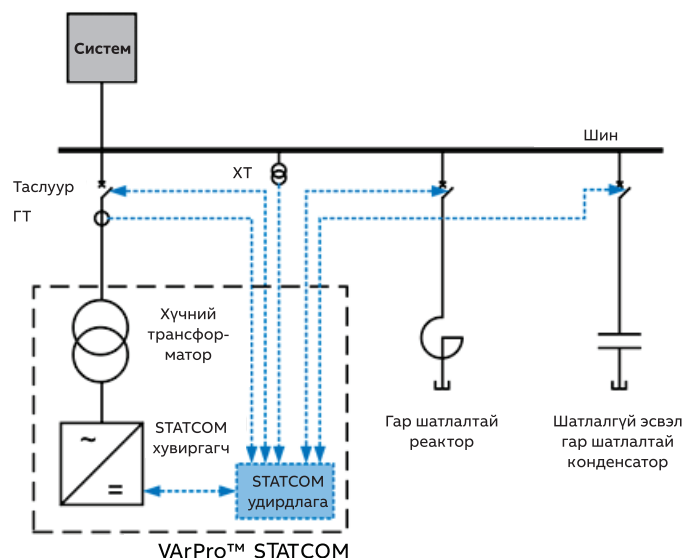 Систем
Шин
ХТ
Таслуур
ГТ
Хүчний
трансфор-
матор
STATCOM
хувиргагч
~
=
STATCOM
удирдлага
Гар шатлалтай
реактор
Шатлалгүй эсвэл
гар шатлалтай
конденсатор
VArPro™ STATCOM